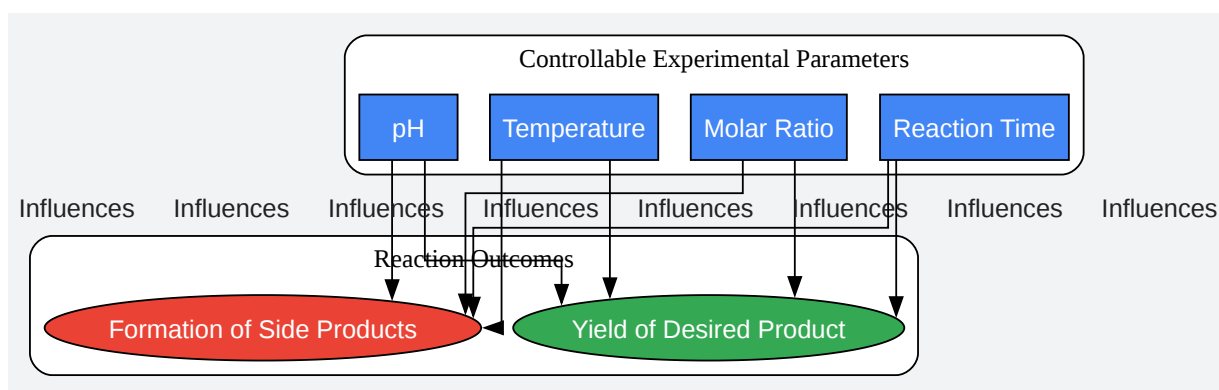 Controllable Experimental Parameters
pH Temperature Molar Ratio Reaction Time
Influences Influences Influences Influences Influences Influences Influences Influences
Reaction Outcomes
Formation of Side Products Yield of Desired Product